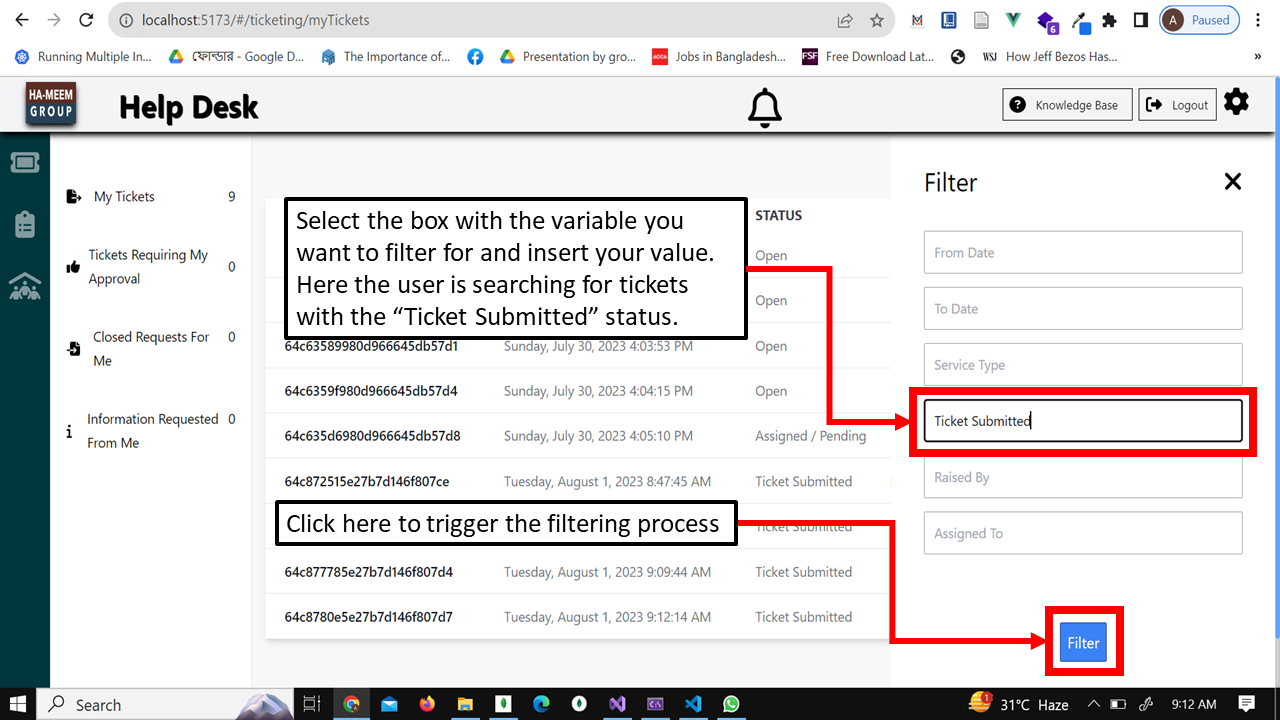 localhost:5173/#/ticketing/myTickets
6
A Paused
Running Multiple In...
ফোল্ডার - Google D...
The Importance of...
Presentation by gro...
ACCA
Jobs in Bangladesh...
FSF
Free Download Lat...
WSJ
How Jeff Bezos Has...
»
HA-MEEM
GROUP
Help Desk
? Knowledge Base
Logout
My Tickets 9
Tickets Requiring My
Approval
0
Closed Requests For
Me
0
Information Requested
From Me
0
Select the box with the variable you
want to filter for and insert your value.
Here the user is searching for tickets
with the “Ticket Submitted” status.
STATUS
Open
Open
64c63589980d966645db57d1 Sunday, July 30, 2023 4:03:53 PM Open
64c6359f980d966645db57d4 Sunday, July 30, 2023 4:04:15 PM Open
64c635d6980d966645db57d8 Sunday, July 30, 2023 4:05:10 PM Assigned / Pending
64c872515e27b7d146f807ce Tuesday, August 1, 2023 8:47:45 AM Ticket Submitted
Click here to trigger the filtering process
Ticket Submitted
64c877785e27b7d146f807d4 Tuesday, August 1, 2023 9:09:44 AM Ticket Submitted
64c8780e5e27b7d146f807d7 Tuesday, August 1, 2023 9:12:14 AM Ticket Submitted
Filter
From Date
To Date
Service Type
Ticket Submitted
Raised By
Assigned To
Filter
Search
1
31°C Haze
9:12 AM